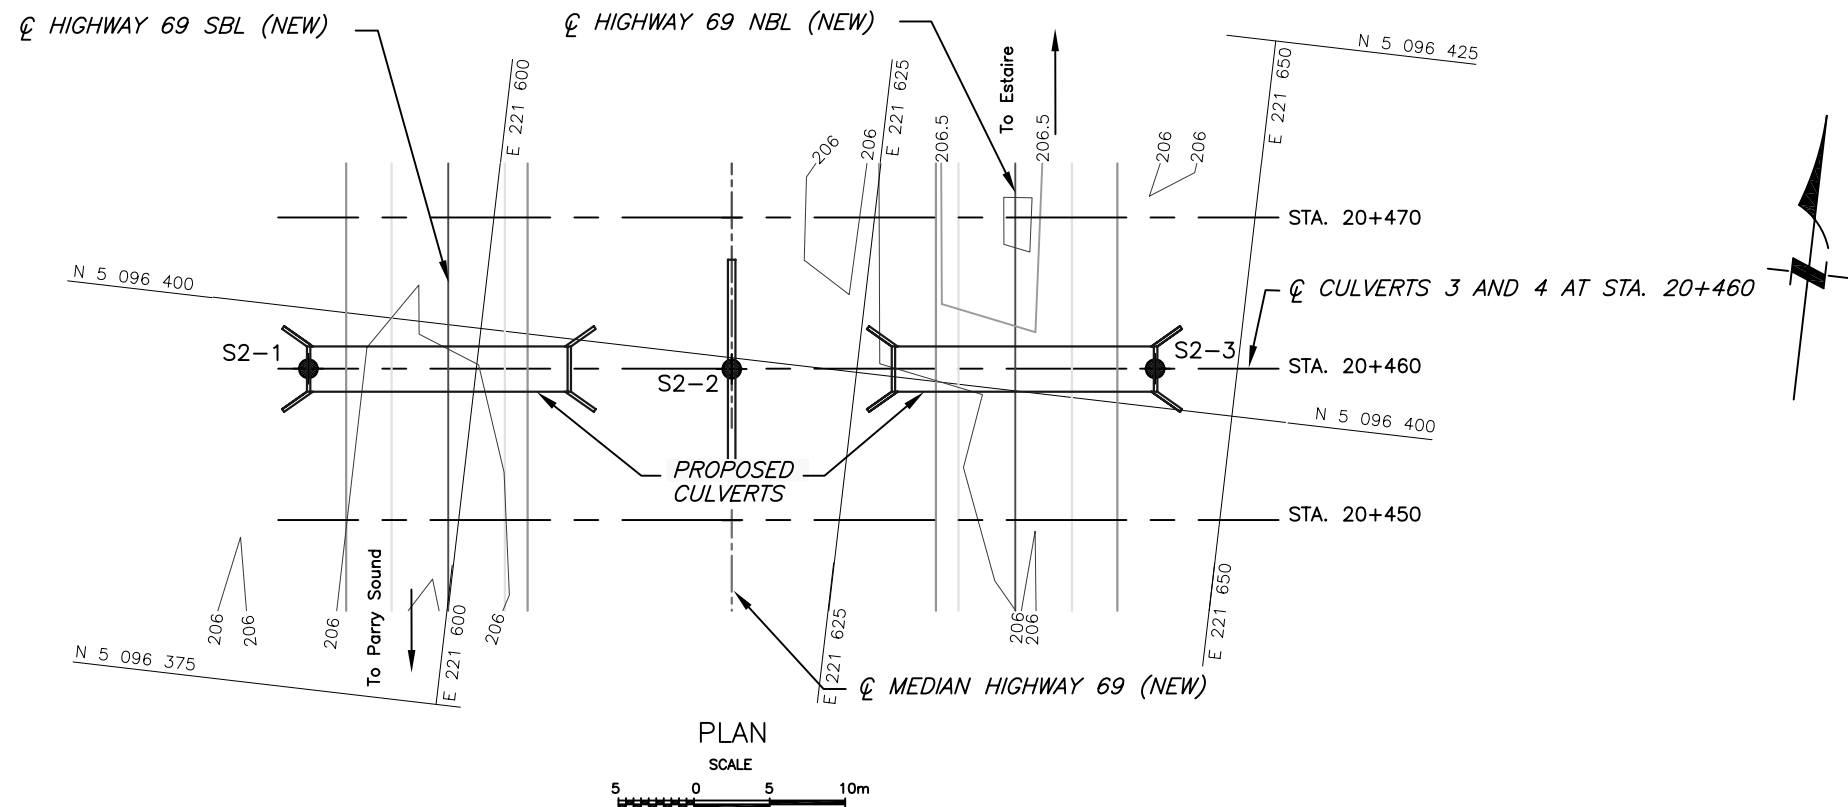 ℄ HIGHWAY 69 SBL (NEW)
℄ HIGHWAY 69 NBL (NEW)
To Estaire
N 5 096 425
E 221 600
E 221 625
E 221 650
206
206
206.5
206.5
206
206
STA. 20+470
N 5 096 400
℄ CULVERTS 3 AND 4 AT STA. 20+460
S2-1
S2-2
S2-3
STA. 20+460
N 5 096 400
PROPOSED
CULVERTS
STA. 20+450
To Parry Sound
206
206
206
206
206
206
E 221 600
E 221 625
E 221 650
N 5 096 375
℄ MEDIAN HIGHWAY 69 (NEW)
PLAN
SCALE
5 0 5 10m